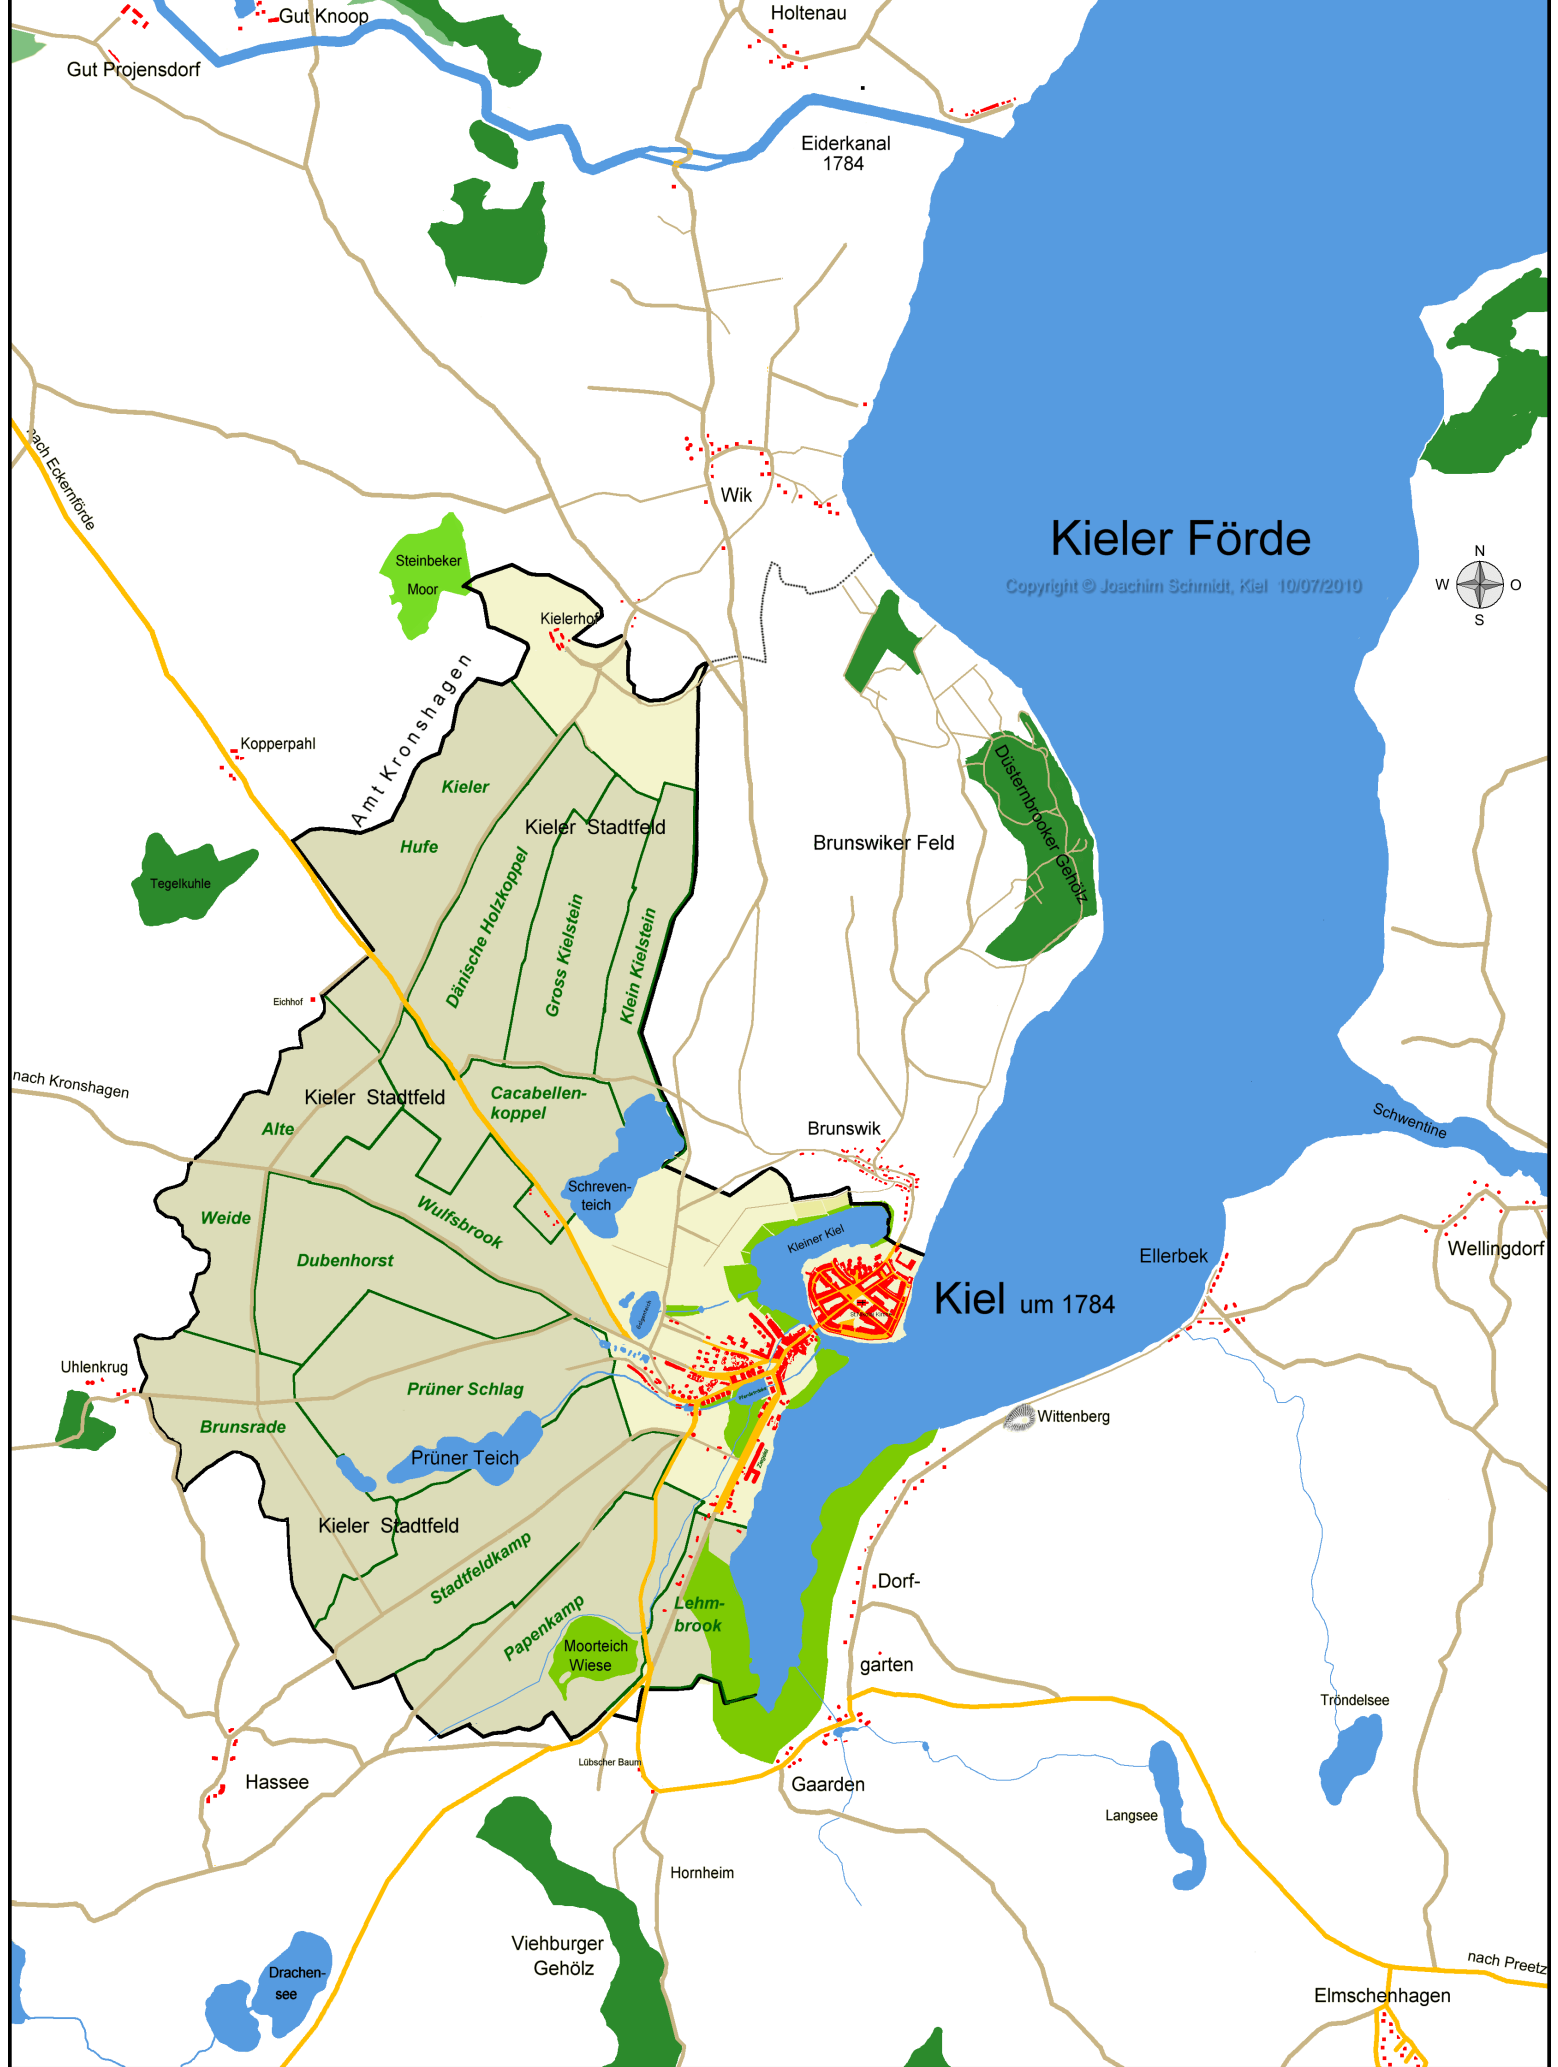 Gut Knoop
Holtenau
Gut Projensdorf
Eiderkanal
1784
nach Eckernförde
Wik
Kieler Förde
Copyright © Joachim Schmidt, Kiel 10/07/2010
N
W
O
S
Steinbeker
Moor
Kielerhof
Amt Kronshagen
Kopperpahl
Kieler
Hufe
Kieler Stadtfeld
Dänische Holzkoppel
Gross Kielstein
Klein Kielstein
Brunswiker Feld
Düsternbrooker Gehölz
Tegelkuhle
Eichhof
nach Kronshagen
Kieler Stadtfeld
Cacabellen-
koppel
Alte
Weide
Brunswik
Schwentine
Schreven-
teich
Wulfsbrook
Dubenhorst
Kleiner Kiel
Ellerbek
Wellingdorf
Kiel um 1784
Uhlenkrug
Prüner Schlag
Brunsrade
Prüner Teich
Wittenberg
Ziegelei
Kieler Stadtfeld
Stadtfeldkamp
Papenkamp
Lehm-
brook
Dorf-
garten
Moorteich
Wiese
Tröndelsee
Lübscher Baum
Hassee
Gaarden
Langsee
Hornheim
Viehburger
Gehölz
Drachen-
see
nach Preetz
Elmschenhagen